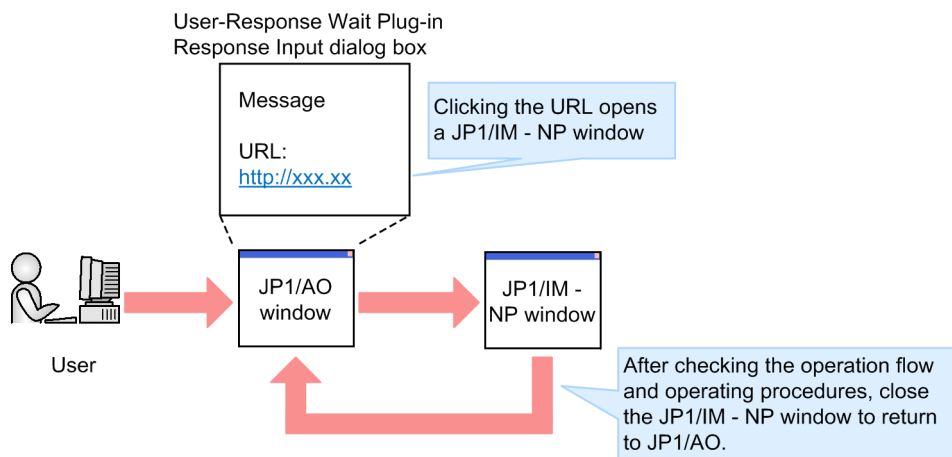 User-Response Wait Plug-in
Response Input dialog box
Message
URL:
http://xxx.xx
Clicking the URL opens
a JP1/IM - NP window
JP1/AO
window
JP1/IM -
NP window
User
After checking the operation flow
and operating procedures, close
the JP1/IM - NP window to return
to JP1/AO.